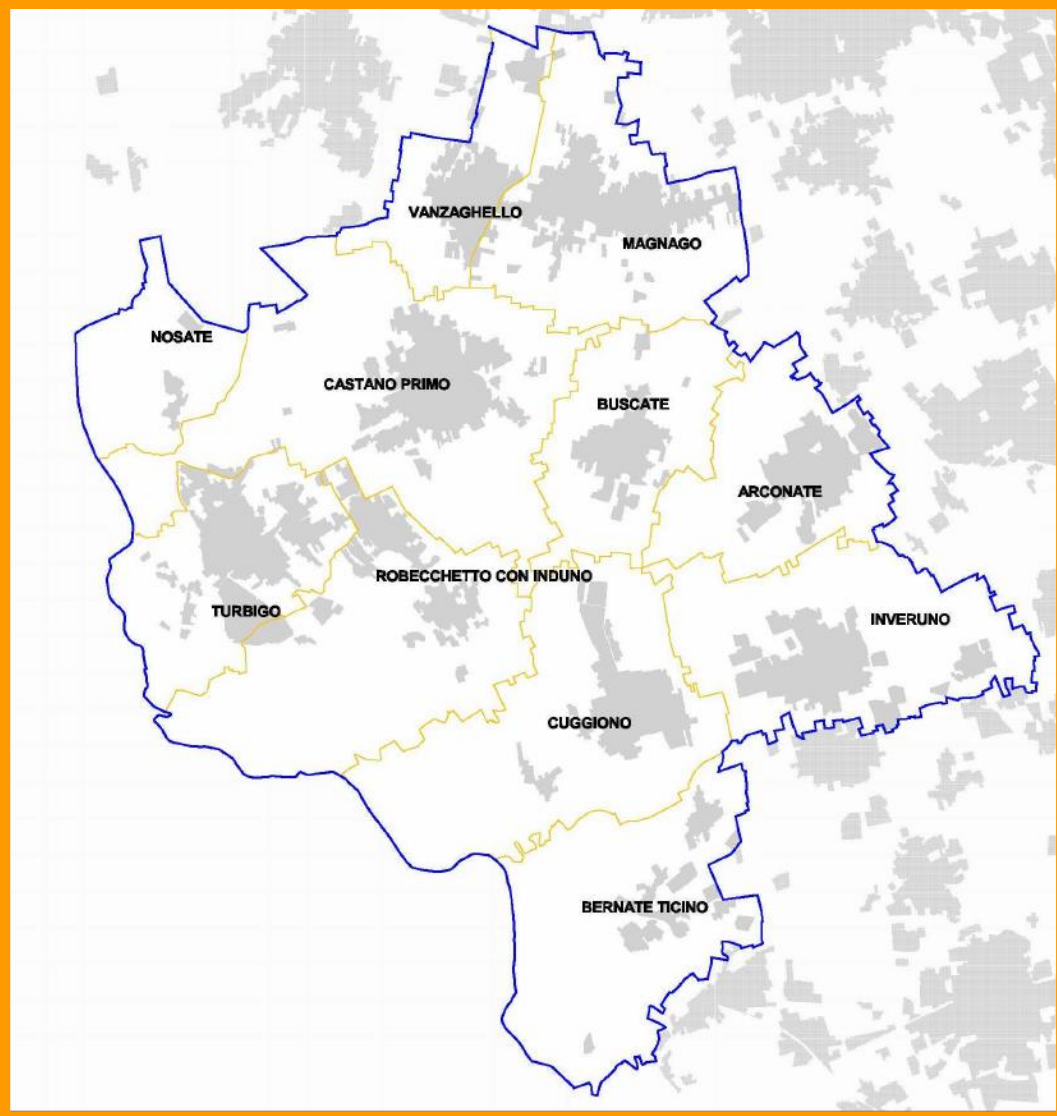 VANZAGHELLO
MAGNAGO
NOSATE
CASTANO PRIMO
BUSCATE
ARCONATE
ROBECCHETTO CON INDUNO
TURBIGO
INVERUNO
CUGGIONO
BERNATE TICINO